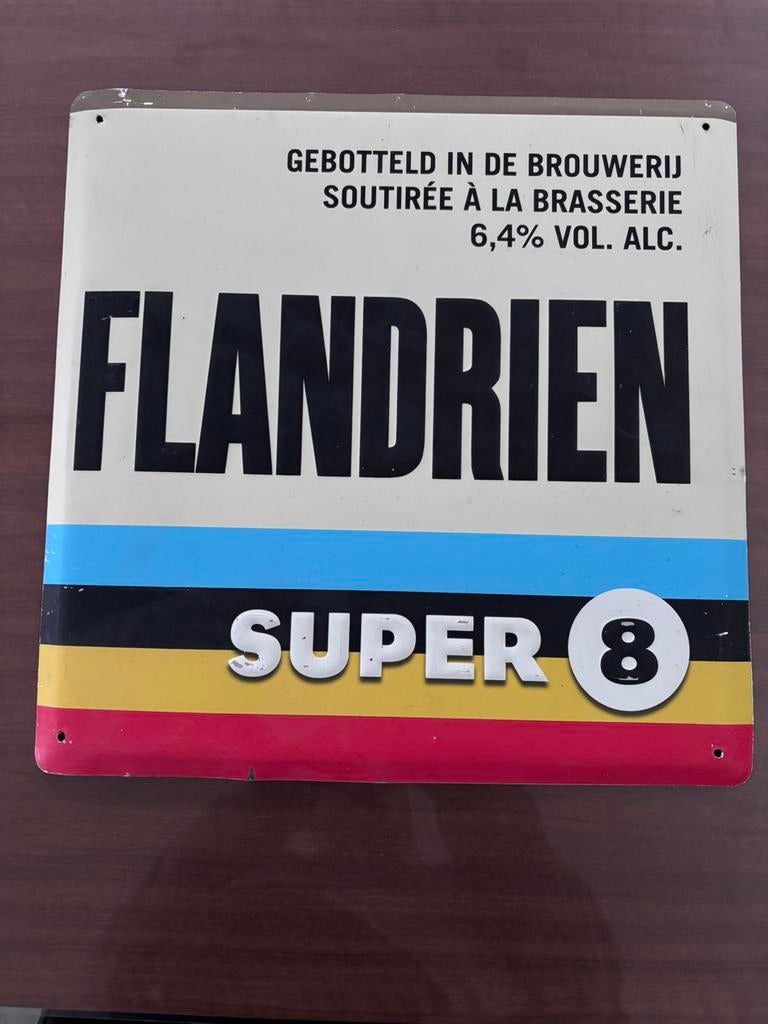 GEBOTTELD IN DE BROUWERIJ
SOUTIRÉE À LA BRASSERIE
6,4% VOL. ALC.
FLANDRIEN
SUPER 8